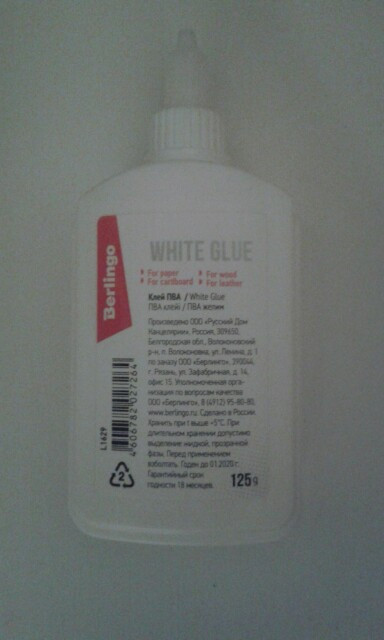 Berlingo
WHITE GLUE
For paper
For wood
For cardboard
For leather
Клей ПВА / White Glue
ПВА клейі / ПВА желим
Произведено ООО «Русский Дом
Канцелярии», Россия, 309650,
Белгородская обл., Волоконовский
р-н, п. Волоконовка, ул. Ленина, д. 1
по заказу ООО «Берлинго», 390044,
г. Рязань, ул. Зафабричная, д. 14,
офис 15. Уполномоченная орга-
низация по вопросам качества
ООО «Берлинго», 8 (4912) 95-80-80,
www.berlingo.ru. Сделано в России.
Хранить при t выше +5°С. При
длительном хранении допустимо
выделение жидкой, прозрачной
фазы. Перед применением
взболтать. Годен до 01.2020 г.
Гарантийный срок
годности 18 месяцев.
125g
L1629
4606782027264
2